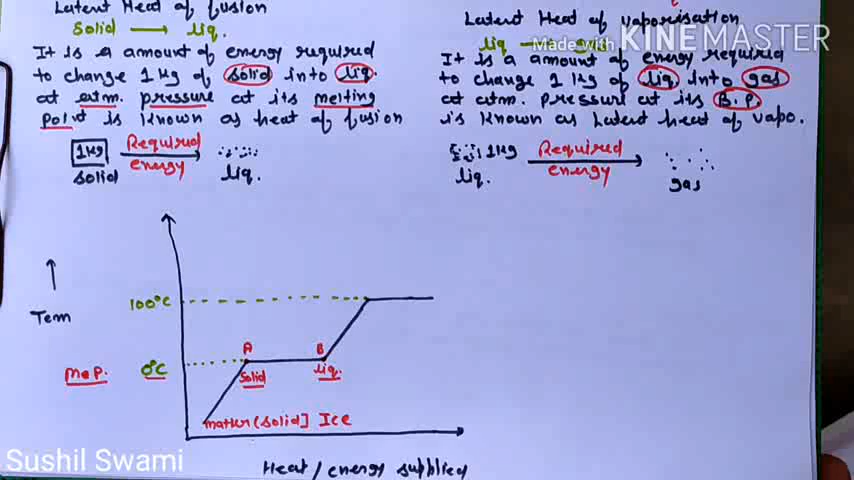 Latent Heat of fusion
Solid → liq.
It is a amount of energy required
to change 1 Kg of solid into liq.
at atm. pressure at its melting
point is known as heat of fusion
1Kg Required
energy
solid liq.
Latent Heat of vaporisation
liq → gas
Made with KINEMASTER
It is a amount of energy required
to change 1 Kg of liq. into gas
at atm. pressure at its B.P.
is known as Latent heat of vapo.
1Kg Required
energy
liq. gas
100°C
Tem
A B
M.P. 0°C
solid liq.
matter (solid] Ice
Heat / energy supplied
Sushil Swami